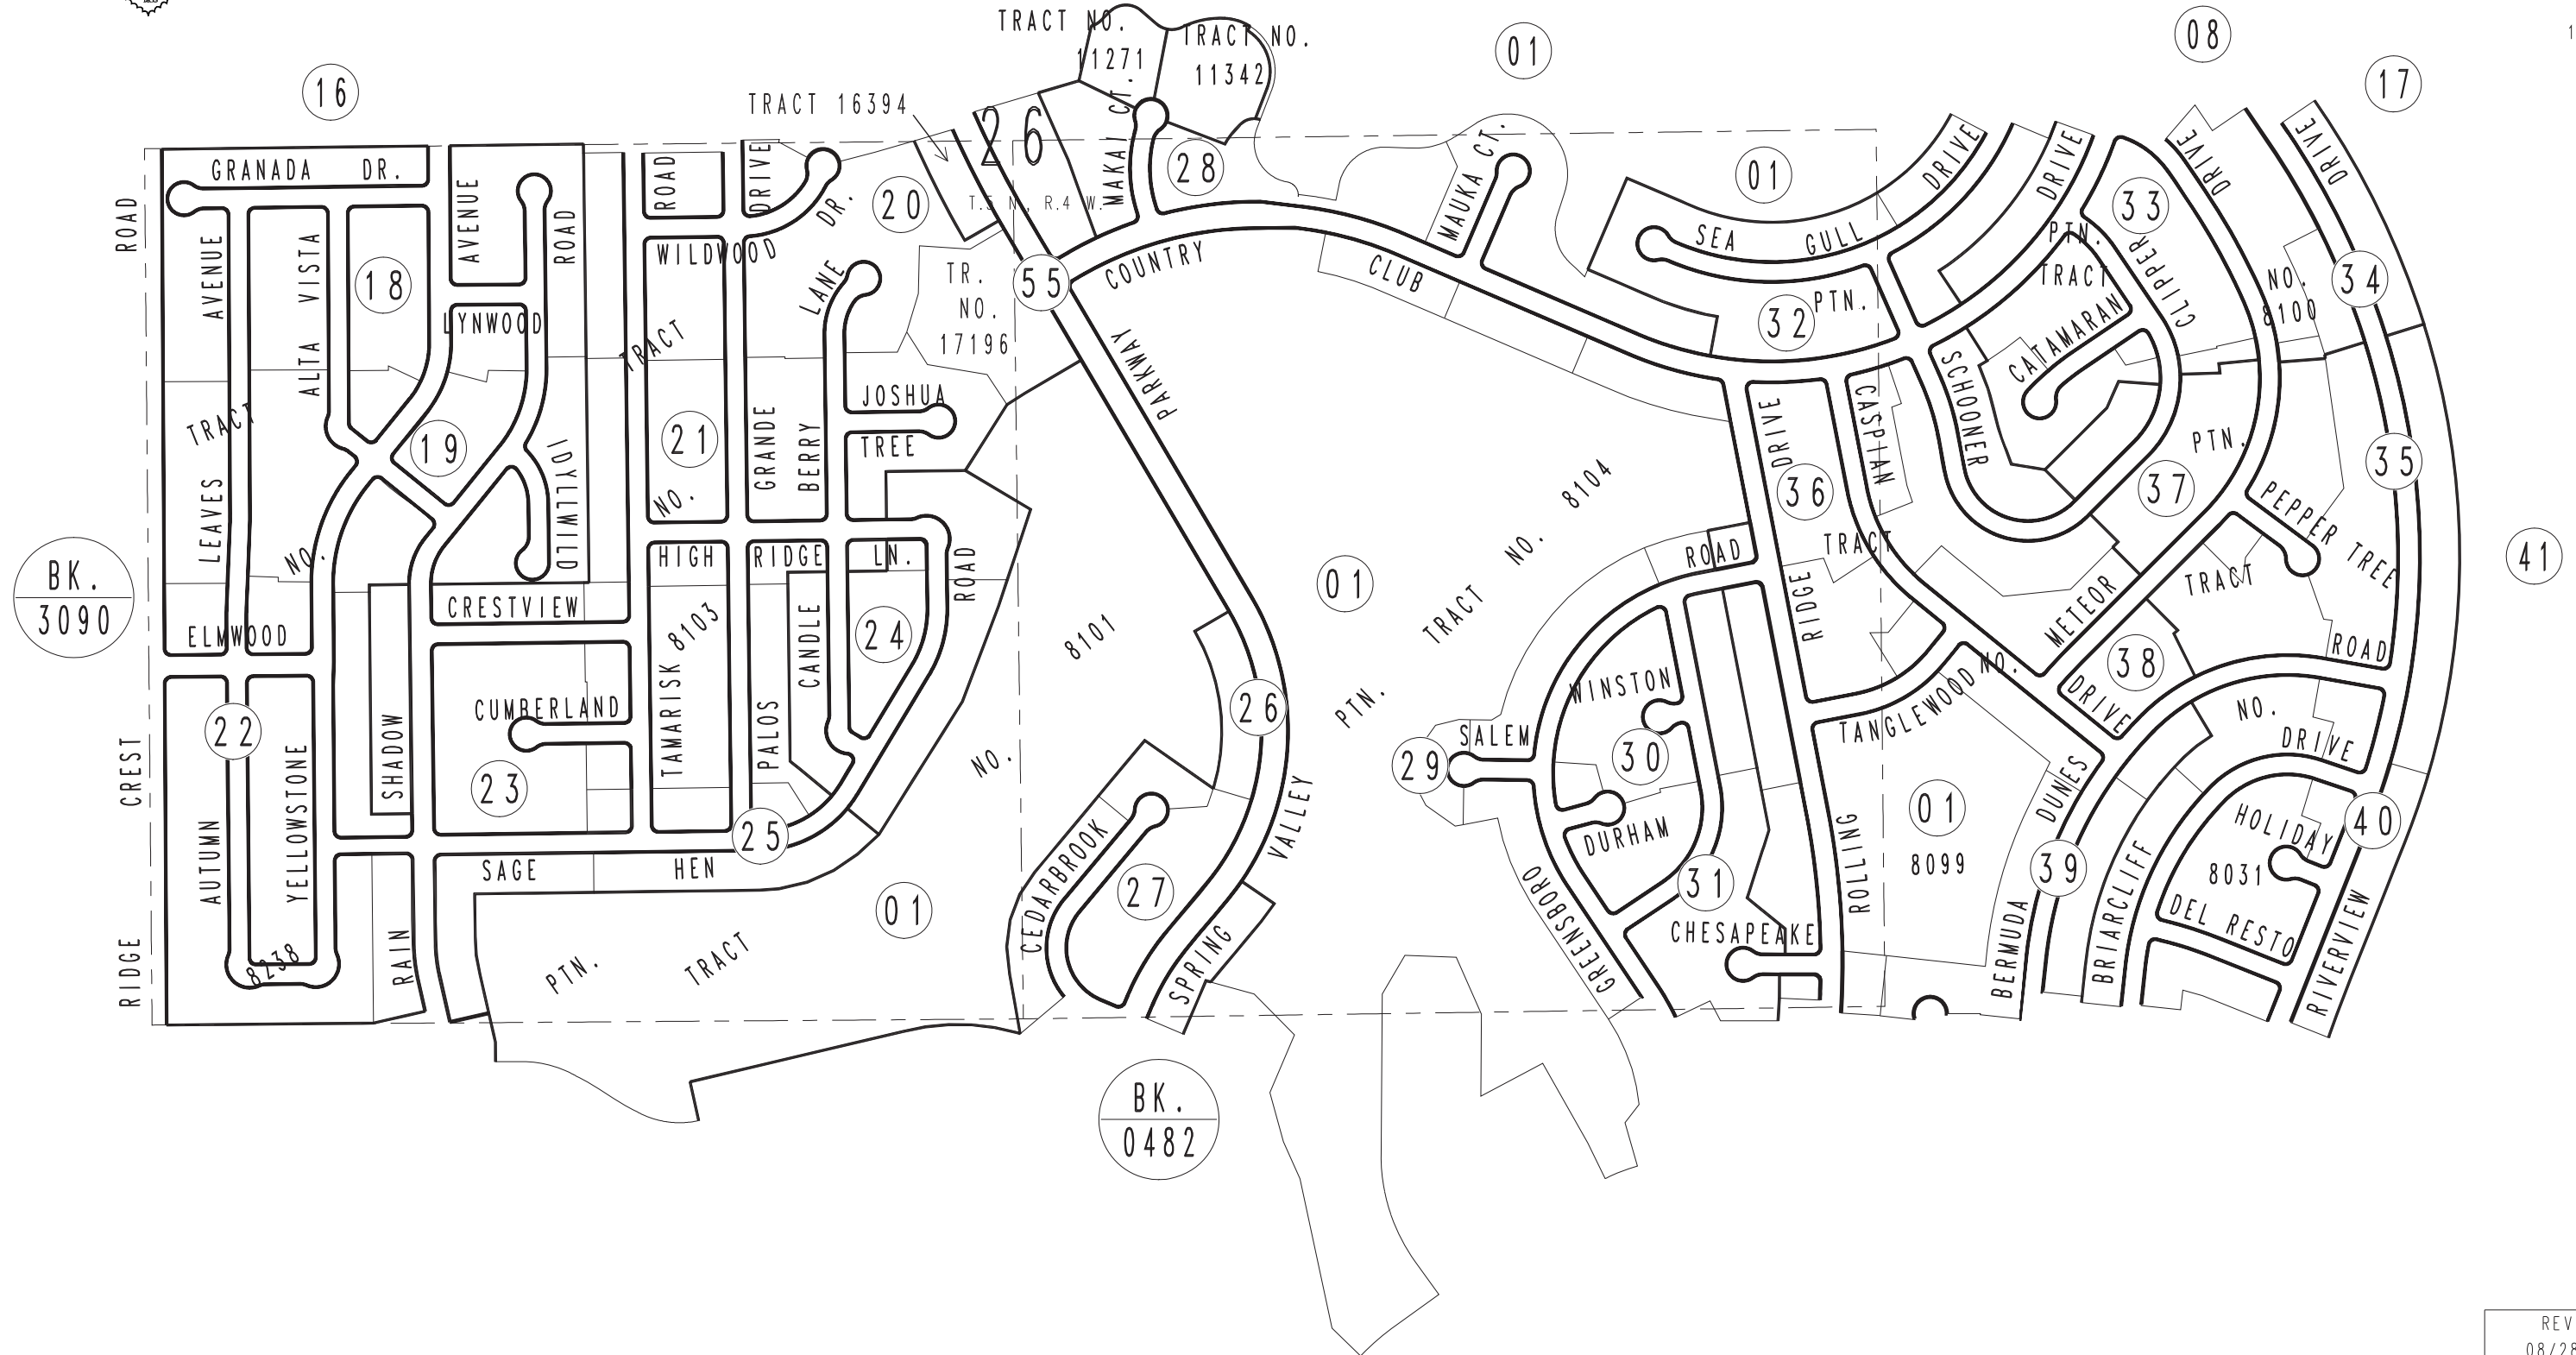 TRACT NO.
11271
TRACT NO.
11342
01
08
17
16
TRACT 16394
26
28
MAKAI CT.
T.5 N., R.4 W.
MAUKA CT.
01
SEA GULL DRIVE
DRIVE
33
DRIVE
DRIVE
GRANADA DR.
ROAD
AVENUE
ROAD
ROAD
DRIVE
WILDWOOD DR.
20
18
ALTA VISTA
LYNWOOD
LANE
TR.
NO.
17196
55
COUNTRY CLUB
PARKWAY
32
PTN.
PTN.
TRACT
NO.
8100
CLIPPER
CATAMARAN
34
AVENUE
TRACT
19
IDYLLWILD
TRACT
21
NO.
GRANDE
BERRY
JOSHUA
TREE
SCHOONER
CASPIAN
DRIVE
36
37
PTN.
35
PEPPER TREE
LEAVES
NO.
HIGH RIDGE LN.
ROAD
8103
01
PTN.
TRACT NO. 8104
ROAD
RIDGE
TRACT
TRACT
METEOR
41
BK.
3090
ELMWOOD
CRESTVIEW
CANDLE
24
8101
NO.
WINSTON
38
DRIVE
ROAD
22
YELLOWSTONE
SHADOW
CUMBERLAND
TAMARISK
PALOS
26
SALEM
29
30
TANGLEWOOD
NO.
NO.
DRIVE
CREST
23
25
VALLEY
DURHAM
01
8099
DUNES
HOLIDAY
40
AUTUMN
SAGE HEN
01
CEDARBROOK
27
GREENSBORO
31
ROLLING
39
BRIARCLIFF
8031
DEL RESTO
RIDGE
8238
RAIN
PTN.
TRACT
SPRING
CHESAPEAKE
BERMUDA
RIVERVIEW
BK.
0482
REV